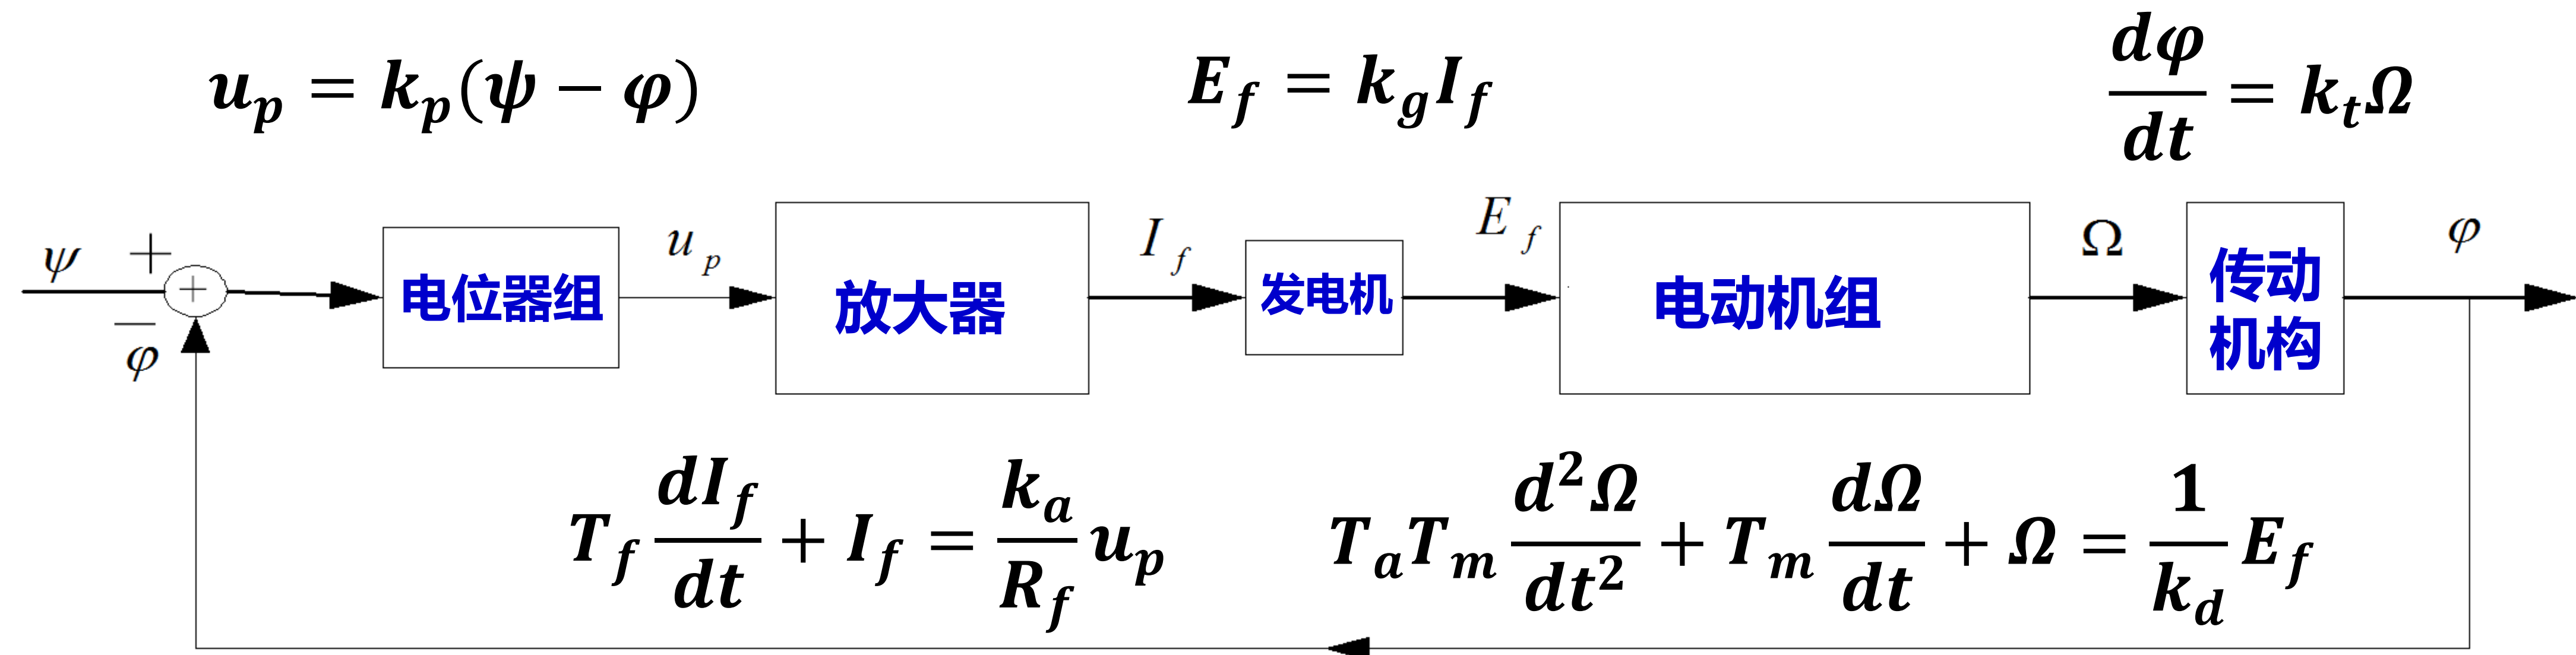 u_p = k_p(ψ − φ)
E_f = k_g I_f
dφ/dt = k_t Ω
ψ
+
+
−
φ
电位器组
u_p
放大器
I_f
发电机
E_f
电动机组
Ω
传动
机构
φ
T_f dI_f/dt + I_f = k_a/R_f u_p
T_a T_m d²Ω/dt² + T_m dΩ/dt + Ω = 1/k_d E_f